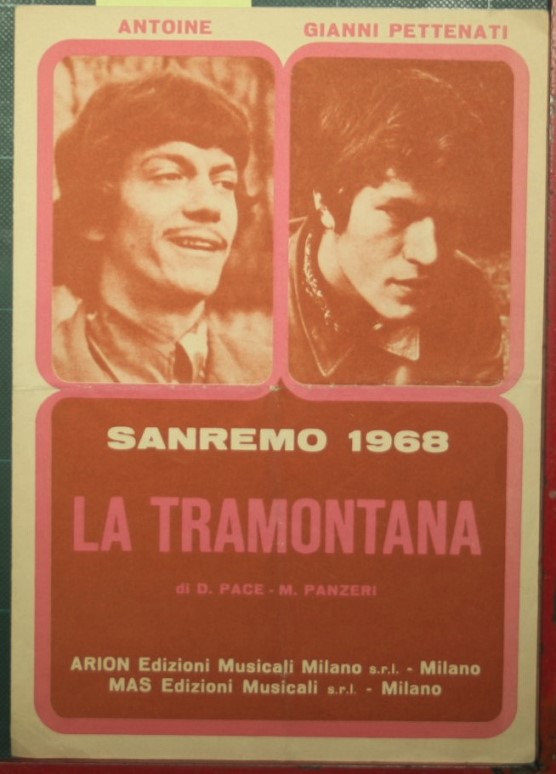 ANTOINE
GIANNI PETTENATI
SANREMO 1968
LA TRAMONTANA
di D. PACE - M. PANZERI
ARION Edizioni Musicali Milano s.r.l. - Milano
MAS Edizioni Musicali s.r.l. - Milano